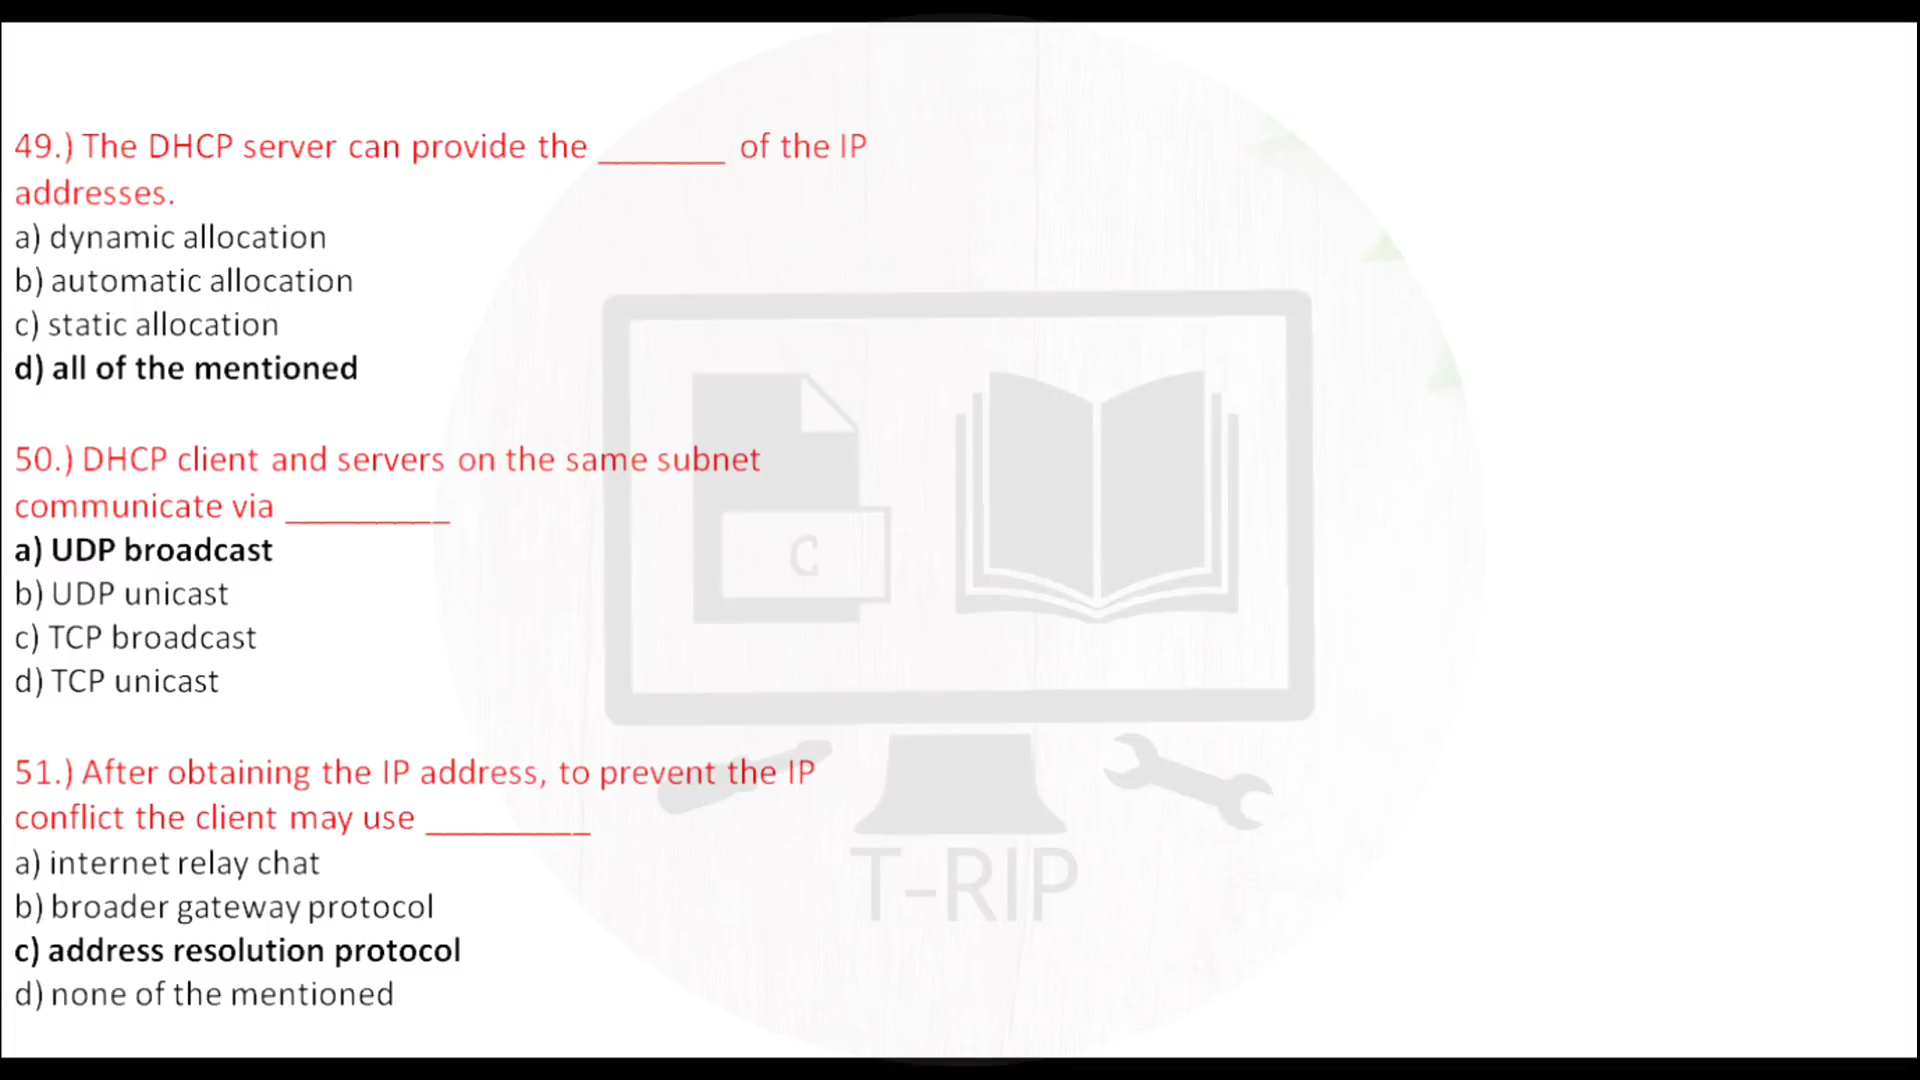 49.) The DHCP server can provide the _______ of the IP
addresses.
a) dynamic allocation
b) automatic allocation
c) static allocation
d) all of the mentioned
50.) DHCP client and servers on the same subnet
communicate via _________
a) UDP broadcast
b) UDP unicast
c) TCP broadcast
d) TCP unicast
51.) After obtaining the IP address, to prevent the IP
conflict the client may use _________
a) internet relay chat
b) broader gateway protocol
c) address resolution protocol
d) none of the mentioned
C
T-RIP